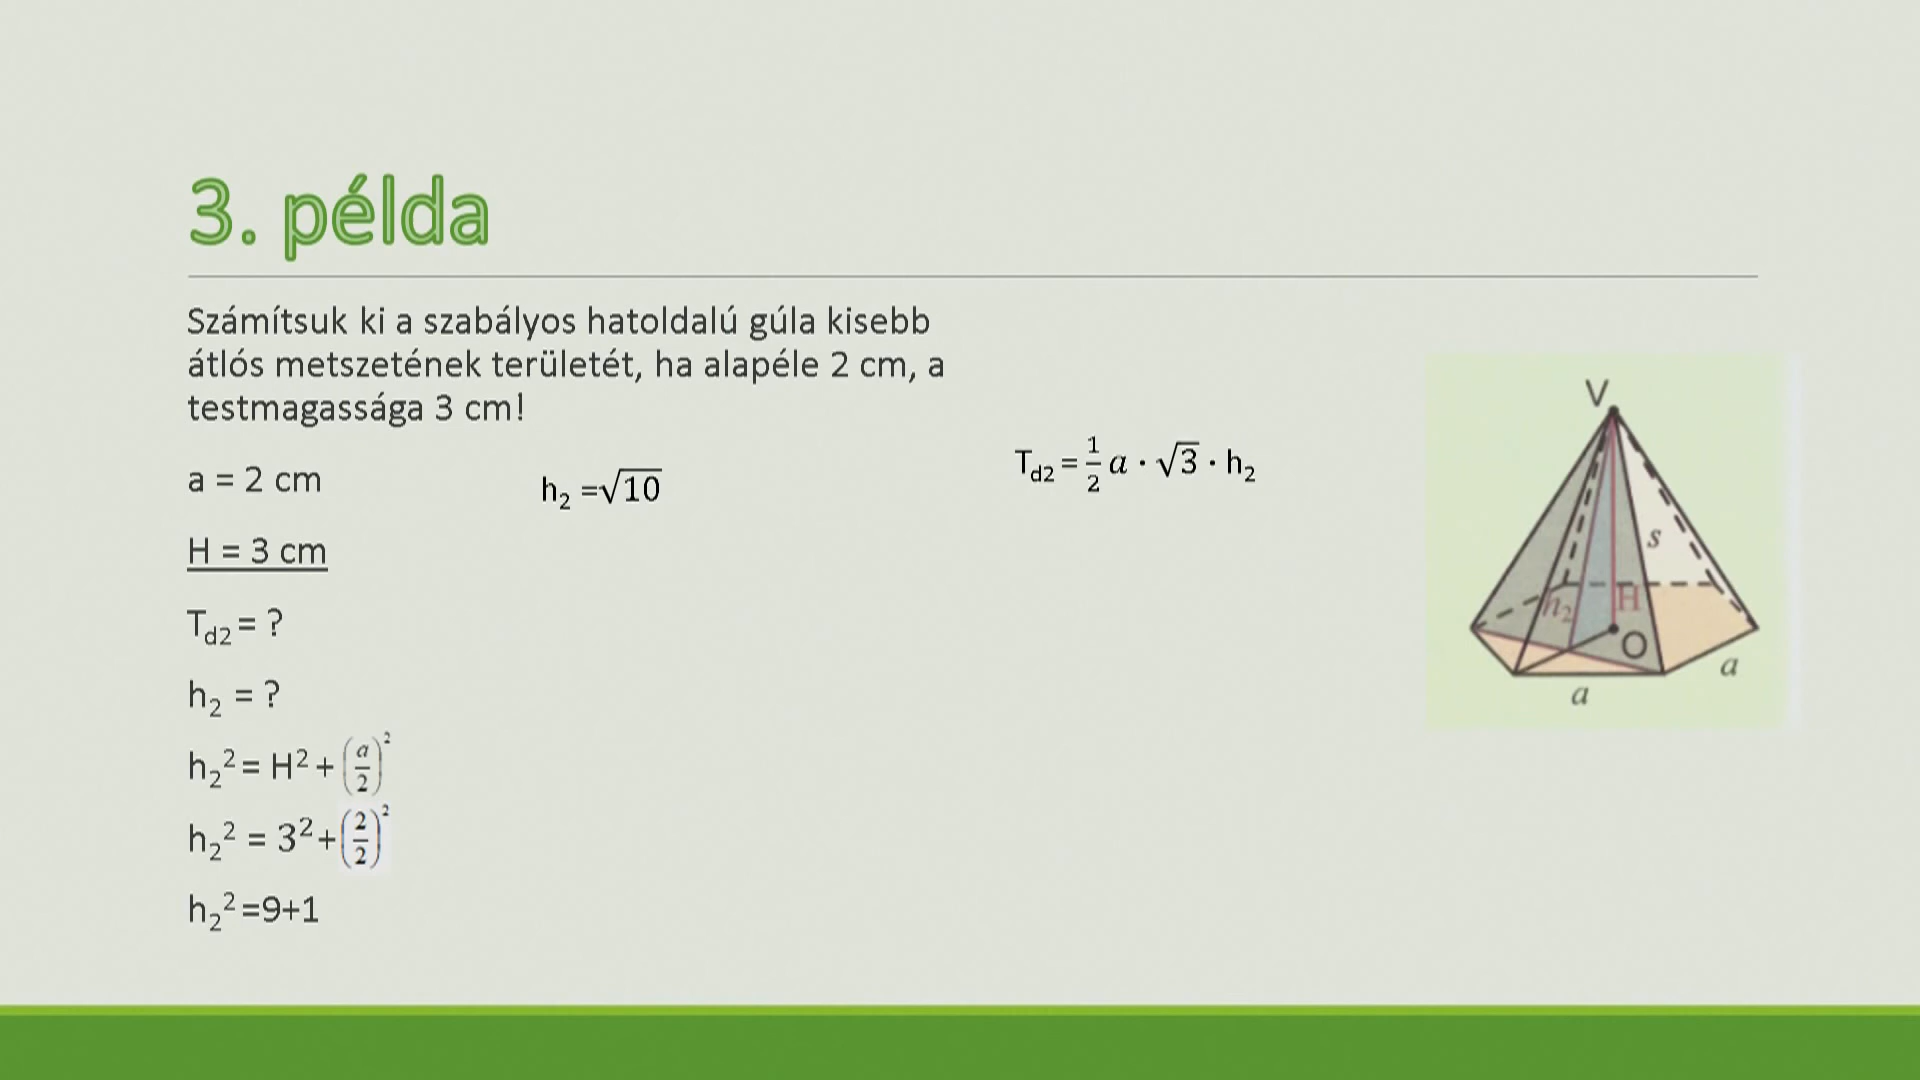 3. példa
Számítsuk ki a szabályos hatoldalú gúla kisebb
átlós metszetének területét, ha alapéle 2 cm, a
testmagassága 3 cm!
a = 2 cm
H = 3 cm
T_d2 = ?
h₂ = ?
h₂² = H² + (a/2)²
h₂² = 3² + (2/2)²
h₂² =9+1
h₂ =√10
T_d2 = 1/2 a · √3 · h₂
V
s
h₂
H
O
a
a